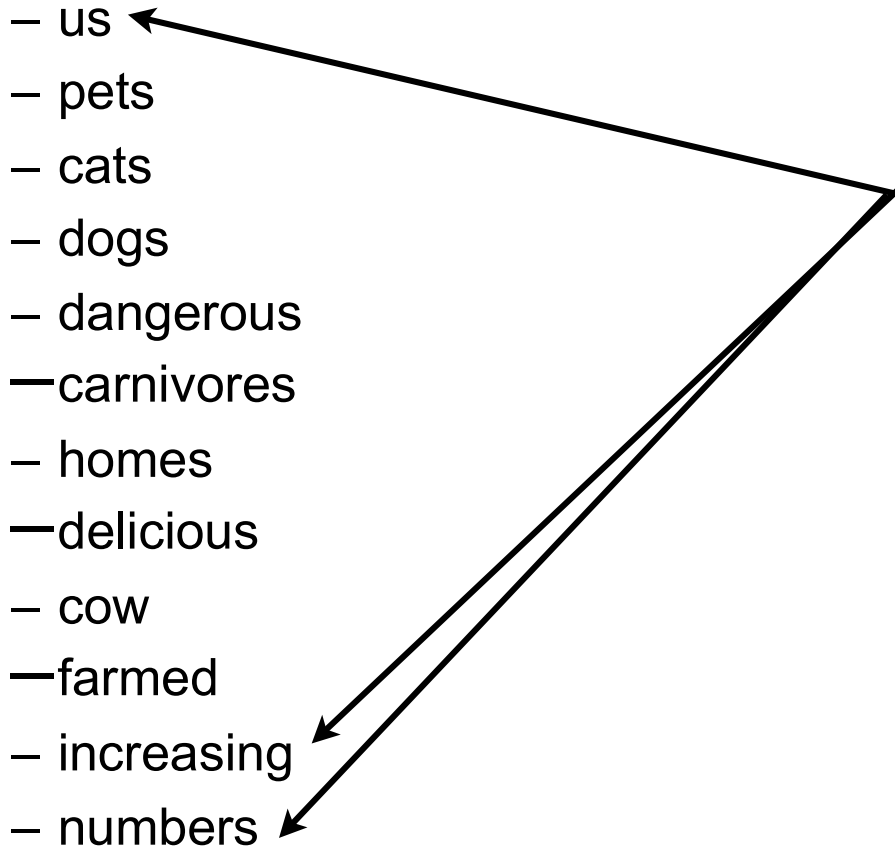 – us
– pets
– cats
– dogs
– dangerous
—carnivores
– homes
—delicious
– cow
—farmed
– increasing
– numbers